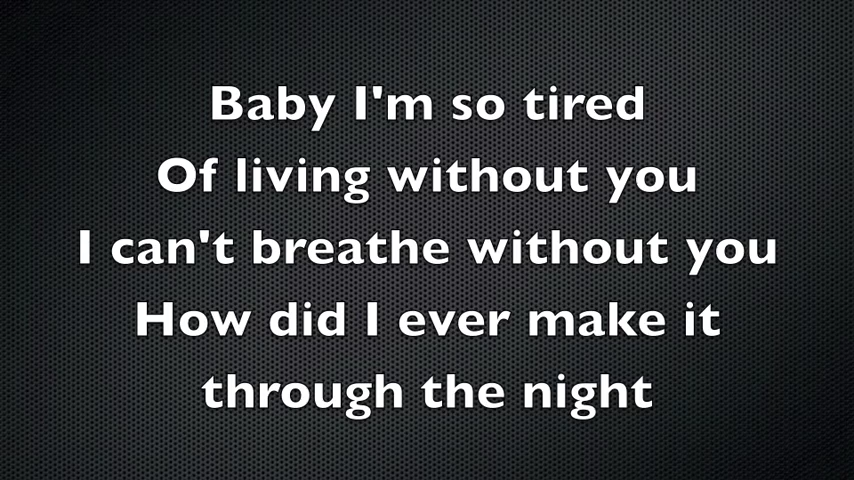 Baby I'm so tired
Of living without you
I can't breathe without you
How did I ever make it
through the night